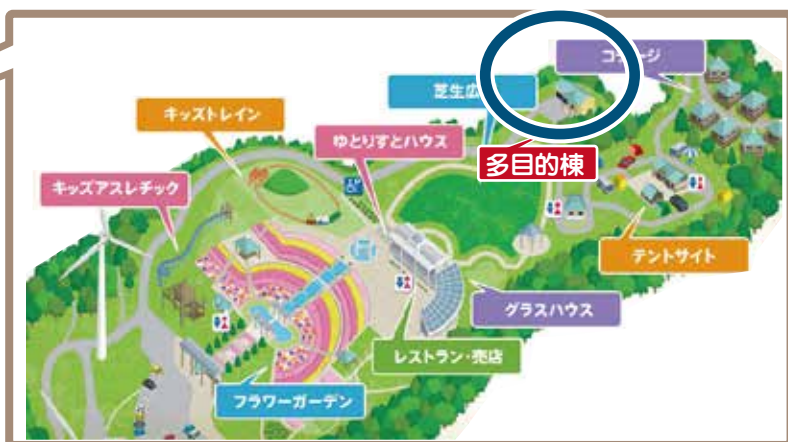 コテージ
芝生広
キッズトレイン
ゆとりすとハウス
多目的棟
キッズアスレチック
テントサイト
グラスハウス
レストラン・売店
フラワーガーデン